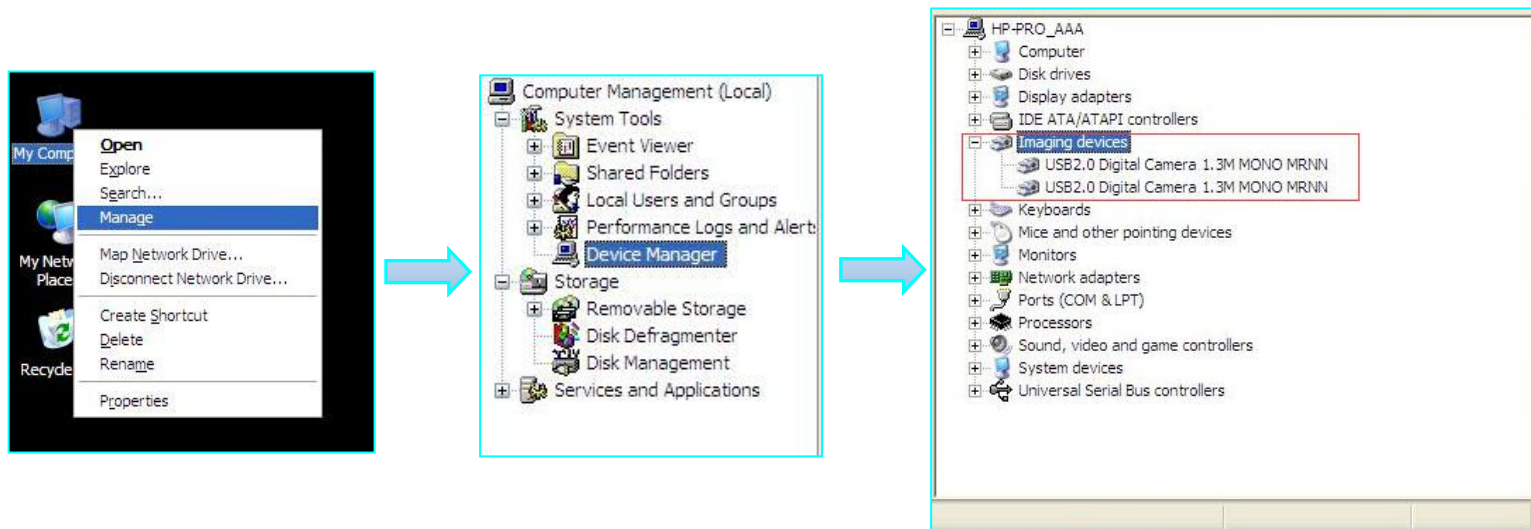 My Comp
Open
Explore
Search...
Manage
My Netw
Place
Map Network Drive...
Disconnect Network Drive...
Create Shortcut
Delete
Recycle
Rename
Properties
Computer Management (Local)
System Tools
Event Viewer
Shared Folders
Local Users and Groups
Performance Logs and Alert
Device Manager
Storage
Removable Storage
Disk Defragmenter
Disk Management
Services and Applications
HP-PRO_AAA
Computer
Disk drives
Display adapters
IDE ATA/ATAPI controllers
Imaging devices
USB2.0 Digital Camera 1.3M MONO MRNN
USB2.0 Digital Camera 1.3M MONO MRNN
Keyboards
Mice and other pointing devices
Monitors
Network adapters
Ports (COM & LPT)
Processors
Sound, video and game controllers
System devices
Universal Serial Bus controllers